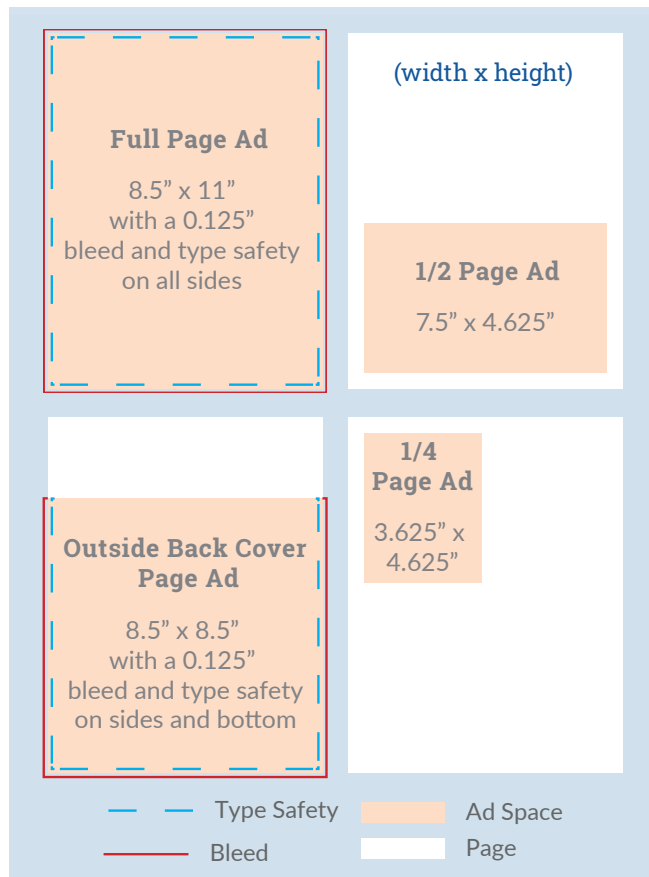 Full Page Ad
8.5” x 11”
with a 0.125”
bleed and type safety
on all sides
(width x height)
1/2 Page Ad
7.5” x 4.625”
Outside Back Cover
Page Ad
8.5” x 8.5”
with a 0.125”
bleed and type safety
on sides and bottom
1/4
Page Ad
3.625” x
4.625”
Type Safety
Ad Space
Bleed
Page